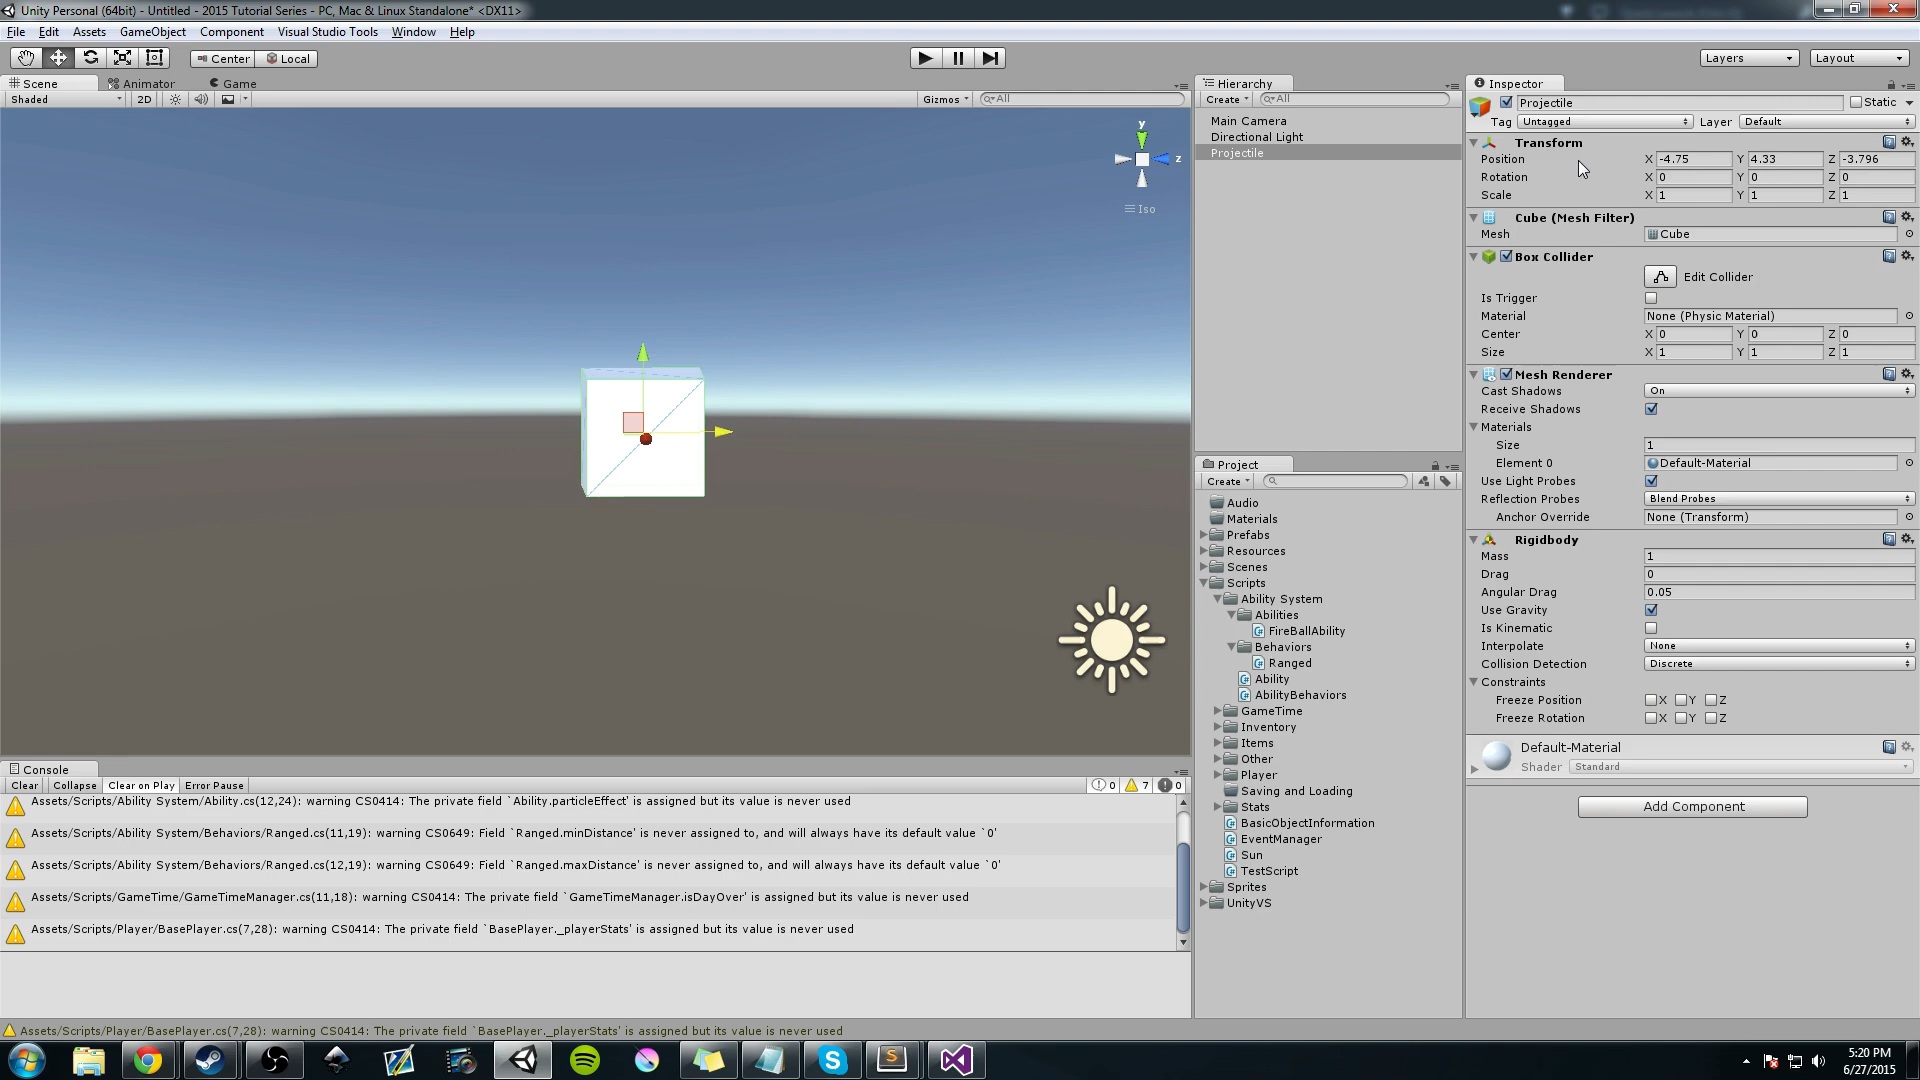 Unity Personal (64bit) - Untitled - 2015 Tutorial Series - PC, Mac & Linux Standalone* <DX11>
File Edit Assets GameObject Component Visual Studio Tools Window Help
Center Local Layers Layout
Scene Animator Game
Shaded 2D Gizmos All
y
z
Iso
Hierarchy
Create All
Main Camera
Directional Light
Projectile
Project
Create
Audio
Materials
Prefabs
Resources
Scenes
Scripts
Ability System
Abilities
FireBallAbility
Behaviors
Ranged
Ability
AbilityBehaviors
GameTime
Inventory
Items
Other
Player
Saving and Loading
Stats
BasicObjectInformation
EventManager
Sun
TestScript
Sprites
UnityVS
Inspector
Projectile Static
Tag Untagged Layer Default
Transform
Position X -4.75 Y 4.33 Z -3.796
Rotation X 0 Y 0 Z 0
Scale X 1 Y 1 Z 1
Cube (Mesh Filter)
Mesh Cube
Box Collider
Edit Collider
Is Trigger
Material None (Physic Material)
Center X 0 Y 0 Z 0
Size X 1 Y 1 Z 1
Mesh Renderer
Cast Shadows On
Receive Shadows
Materials
Size 1
Element 0 Default-Material
Use Light Probes
Reflection Probes Blend Probes
Anchor Override None (Transform)
Rigidbody
Mass 1
Drag 0
Angular Drag 0.05
Use Gravity
Is Kinematic
Interpolate None
Collision Detection Discrete
Constraints
Freeze Position X Y Z
Freeze Rotation X Y Z
Default-Material
Shader Standard
Add Component
Console
Clear Collapse Clear on Play Error Pause 0 7 0
Assets/Scripts/Ability System/Ability.cs(12,24): warning CS0414: The private field `Ability.particleEffect' is assigned but its value is never used
Assets/Scripts/Ability System/Behaviors/Ranged.cs(11,19): warning CS0649: Field `Ranged.minDistance' is never assigned to, and will always have its default value `0'
Assets/Scripts/Ability System/Behaviors/Ranged.cs(12,19): warning CS0649: Field `Ranged.maxDistance' is never assigned to, and will always have its default value `0'
Assets/Scripts/GameTime/GameTimeManager.cs(11,18): warning CS0414: The private field `GameTimeManager.isDayOver' is assigned but its value is never used
Assets/Scripts/Player/BasePlayer.cs(7,28): warning CS0414: The private field `BasePlayer._playerStats' is assigned but its value is never used
Assets/Scripts/Player/BasePlayer.cs(7,28): warning CS0414: The private field `BasePlayer._playerStats' is assigned but its value is never used
5:20 PM
6/27/2015